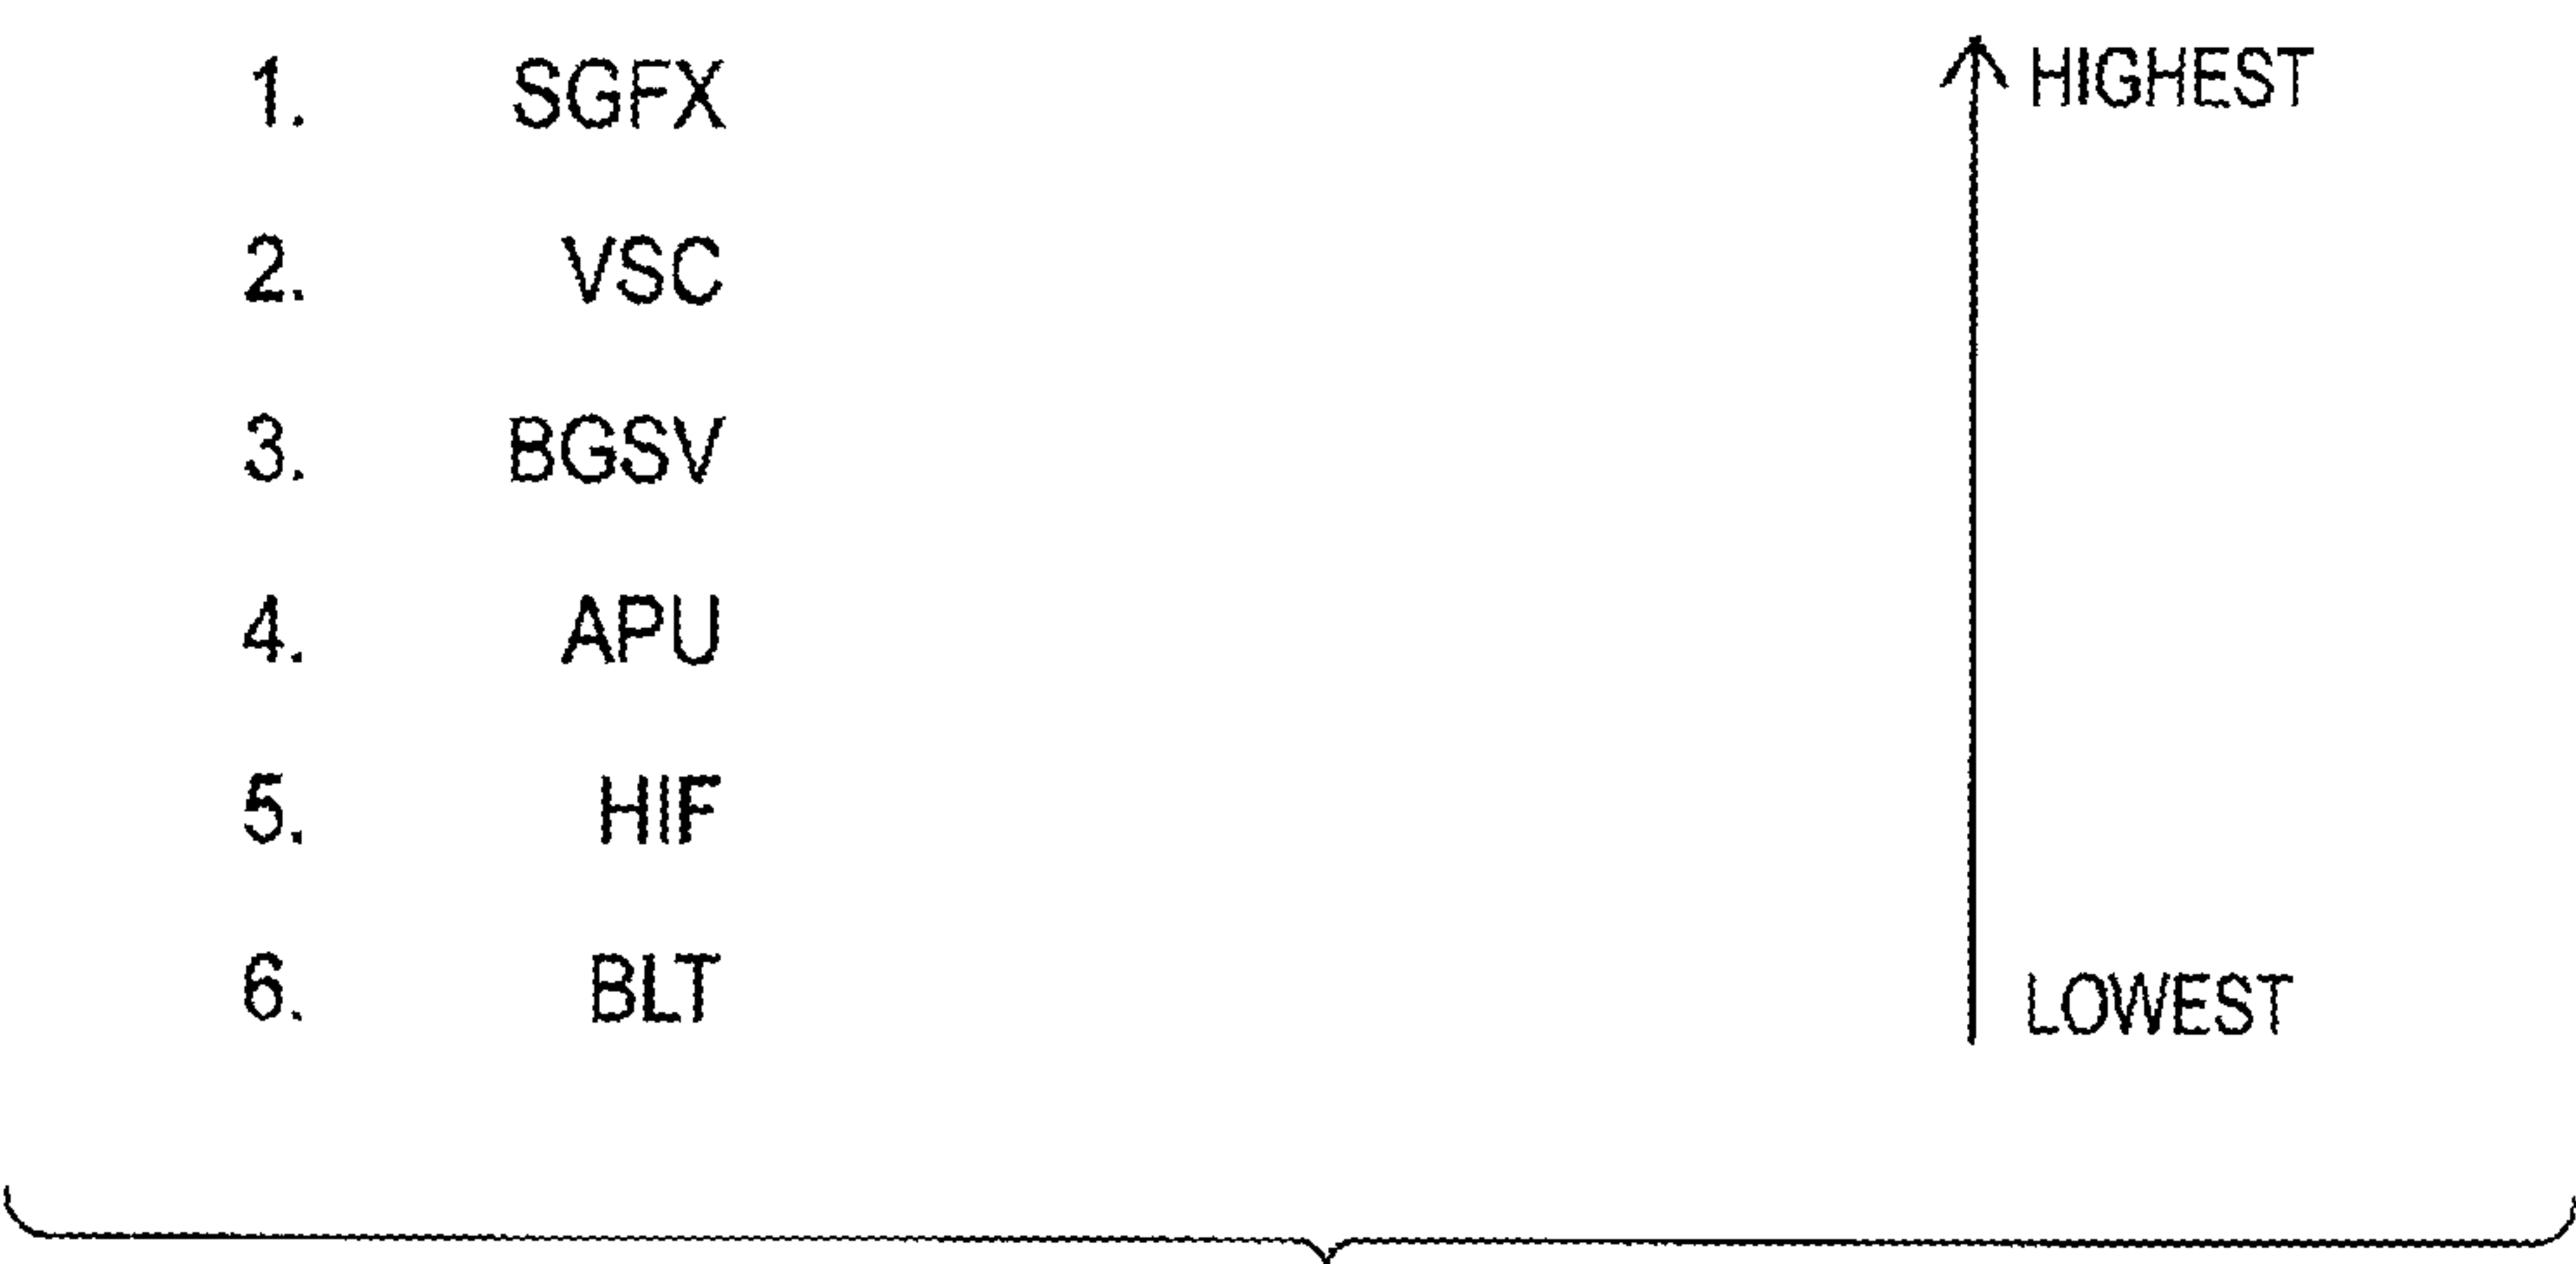 1. SGFX HIGHEST
2. VSC
3. BGSV
4. APU
5. HIF
6. BLT LOWEST